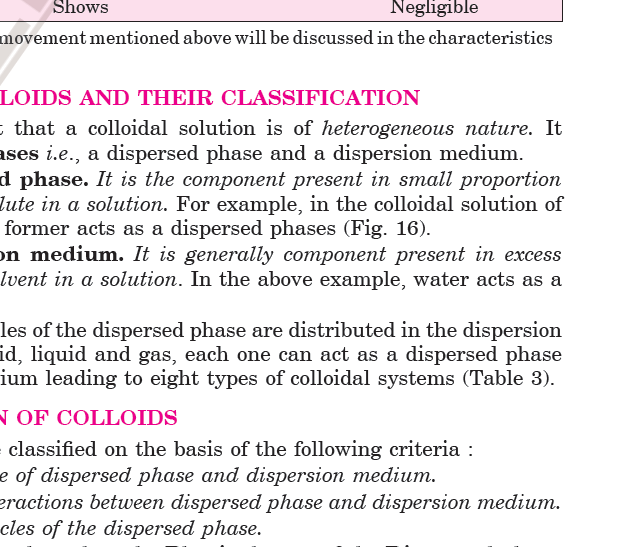 Shows Negligible
movement mentioned above will be discussed in the characteristics
LOIDS AND THEIR CLASSIFICATION
t that a colloidal solution is of heterogeneous nature. It
ases i.e., a dispersed phase and a dispersion medium.
d phase. It is the component present in small proportion
lute in a solution. For example, in the colloidal solution of
former acts as a dispersed phases (Fig. 16).
on medium. It is generally component present in excess
lvent in a solution. In the above example, water acts as a
les of the dispersed phase are distributed in the dispersion
id, liquid and gas, each one can act as a dispersed phase
ium leading to eight types of colloidal systems (Table 3).
N OF COLLOIDS
e classified on the basis of the following criteria :
e of dispersed phase and dispersion medium.
eractions between dispersed phase and dispersion medium.
cles of the dispersed phase.